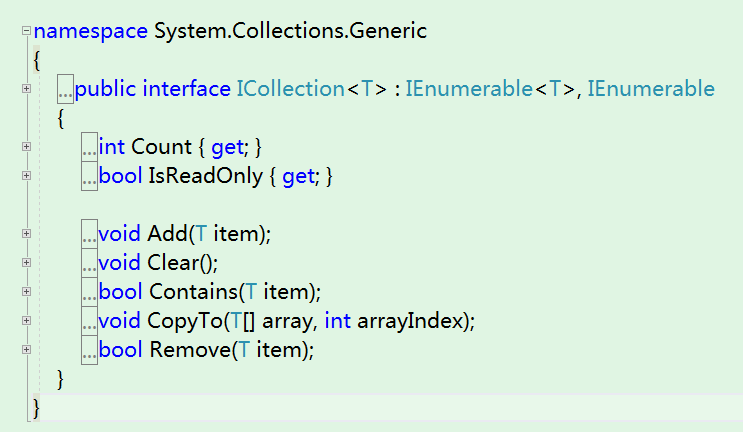 namespace System.Collections.Generic
{
...public interface ICollection<T> : IEnumerable<T>, IEnumerable
{
...int Count { get; }
...bool IsReadOnly { get; }
...void Add(T item);
...void Clear();
...bool Contains(T item);
...void CopyTo(T[] array, int arrayIndex);
...bool Remove(T item);
}
}